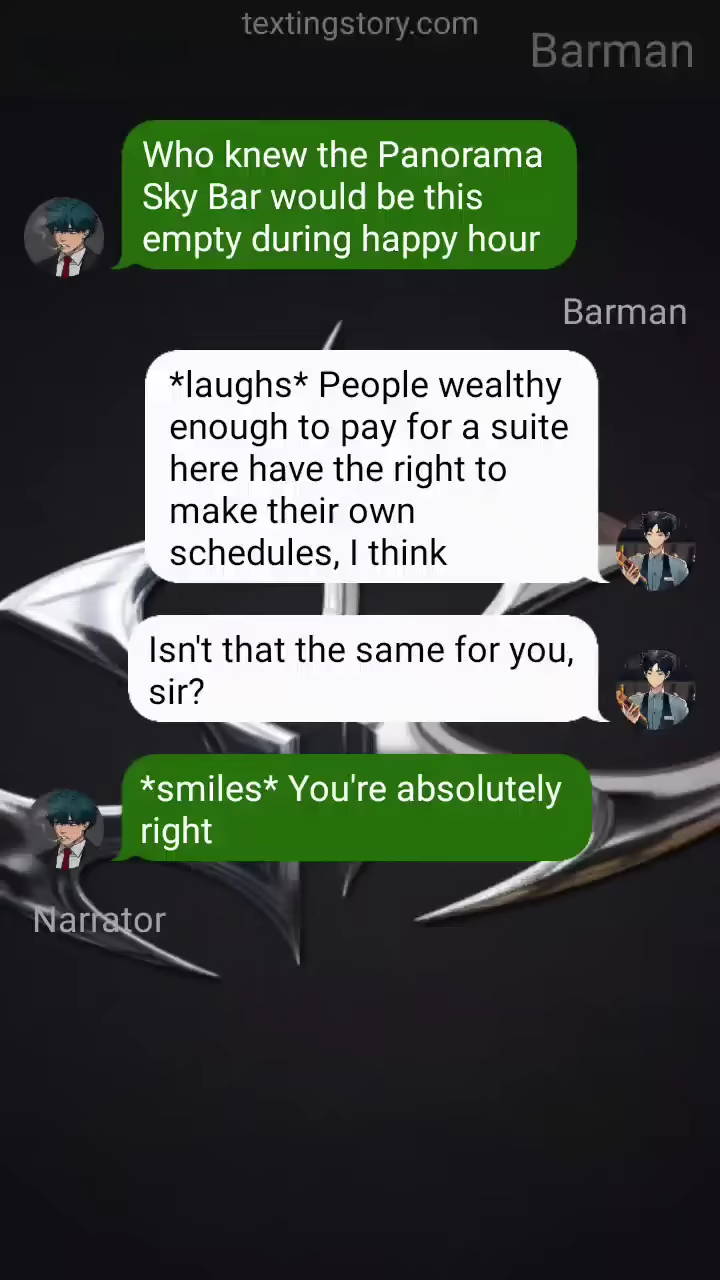 textingstory.com
Barman
Who knew the Panorama
Sky Bar would be this
empty during happy hour
Barman
*laughs* People wealthy
enough to pay for a suite
here have the right to
make their own
schedules, I think
Isn't that the same for you,
sir?
*smiles* You're absolutely
right
Narrator